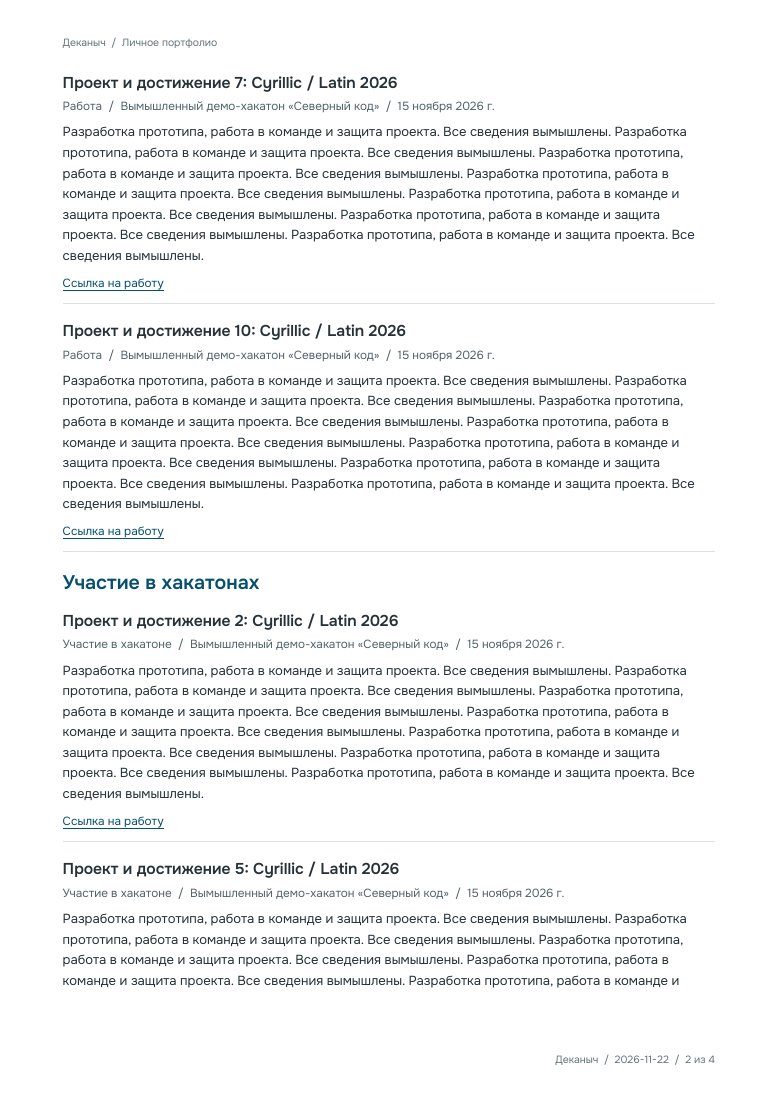 Деканыч / Личное портфолио
Проект и достижение 7: Cyrillic / Latin 2026
Работа / Вымышленный демо-хакатон «Северный код» / 15 ноября 2026 г.
Разработка прототипа, работа в команде и защита проекта. Все сведения вымышлены. Разработка
прототипа, работа в команде и защита проекта. Все сведения вымышлены. Разработка прототипа,
работа в команде и защита проекта. Все сведения вымышлены. Разработка прототипа, работа в
команде и защита проекта. Все сведения вымышлены. Разработка прототипа, работа в команде и
защита проекта. Все сведения вымышлены. Разработка прототипа, работа в команде и защита
проекта. Все сведения вымышлены. Разработка прототипа, работа в команде и защита проекта. Все
сведения вымышлены.
Ссылка на работу
Проект и достижение 10: Cyrillic / Latin 2026
Работа / Вымышленный демо-хакатон «Северный код» / 15 ноября 2026 г.
Разработка прототипа, работа в команде и защита проекта. Все сведения вымышлены. Разработка
прототипа, работа в команде и защита проекта. Все сведения вымышлены. Разработка прототипа,
работа в команде и защита проекта. Все сведения вымышлены. Разработка прототипа, работа в
команде и защита проекта. Все сведения вымышлены. Разработка прототипа, работа в команде и
защита проекта. Все сведения вымышлены. Разработка прототипа, работа в команде и защита
проекта. Все сведения вымышлены. Разработка прототипа, работа в команде и защита проекта. Все
сведения вымышлены.
Ссылка на работу
Участие в хакатонах
Проект и достижение 2: Cyrillic / Latin 2026
Участие в хакатоне / Вымышленный демо-хакатон «Северный код» / 15 ноября 2026 г.
Разработка прототипа, работа в команде и защита проекта. Все сведения вымышлены. Разработка
прототипа, работа в команде и защита проекта. Все сведения вымышлены. Разработка прототипа,
работа в команде и защита проекта. Все сведения вымышлены. Разработка прототипа, работа в
команде и защита проекта. Все сведения вымышлены. Разработка прототипа, работа в команде и
защита проекта. Все сведения вымышлены. Разработка прототипа, работа в команде и защита
проекта. Все сведения вымышлены. Разработка прототипа, работа в команде и защита проекта. Все
сведения вымышлены.
Ссылка на работу
Проект и достижение 5: Cyrillic / Latin 2026
Участие в хакатоне / Вымышленный демо-хакатон «Северный код» / 15 ноября 2026 г.
Разработка прототипа, работа в команде и защита проекта. Все сведения вымышлены. Разработка
прототипа, работа в команде и защита проекта. Все сведения вымышлены. Разработка прототипа,
работа в команде и защита проекта. Все сведения вымышлены. Разработка прототипа, работа в
команде и защита проекта. Все сведения вымышлены. Разработка прототипа, работа в команде и
Деканыч / 2026-11-22 / 2 из 4